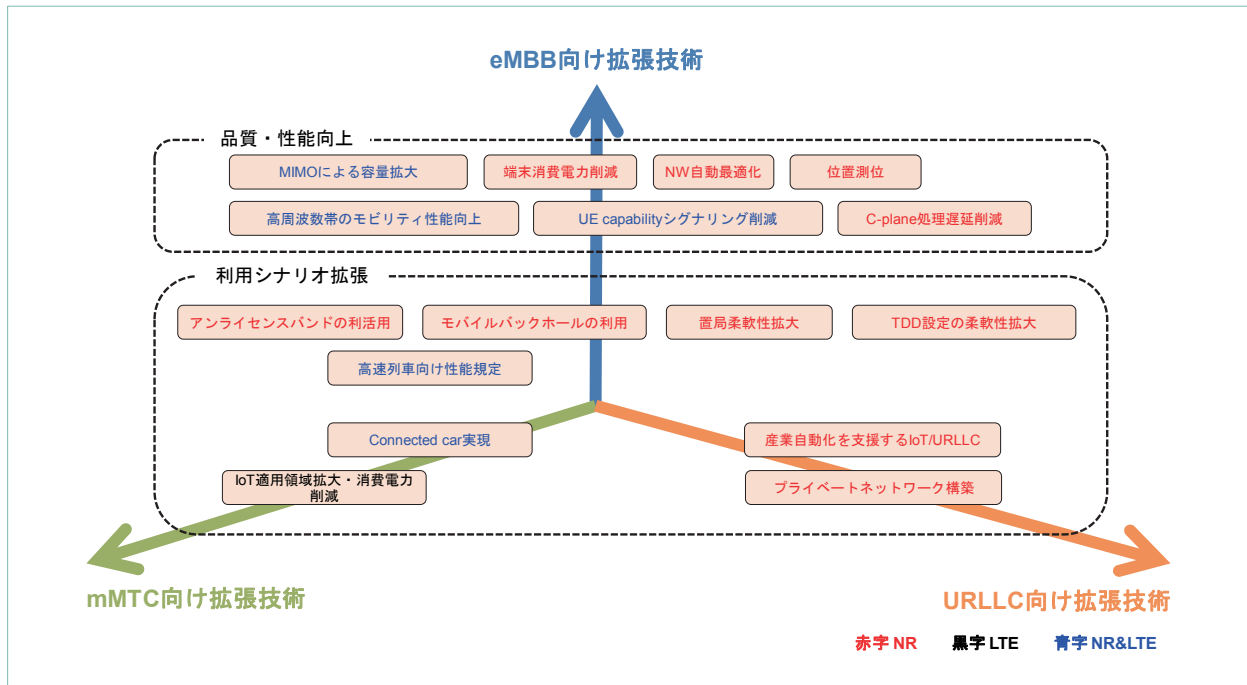 eMBB向け拡張技術
品質・性能向上
MIMOによる容量拡大
端末消費電力削減
NW自動最適化
位置測位
高周波数帯のモビリティ性能向上
UE capabilityシグナリング削減
C-plane処理遅延削減
利用シナリオ拡張
アンライセンスバンドの利活用
モバイルバックホールの利用
置局柔軟性拡大
TDD設定の柔軟性拡大
高速列車向け性能規定
Connected car実現
産業自動化を支援するIoT/URLLC
IoT適用領域拡大・消費電力
削減
プライベートネットワーク構築
mMTC向け拡張技術
URLLC向け拡張技術
赤字 NR
黒字 LTE
青字 NR&LTE